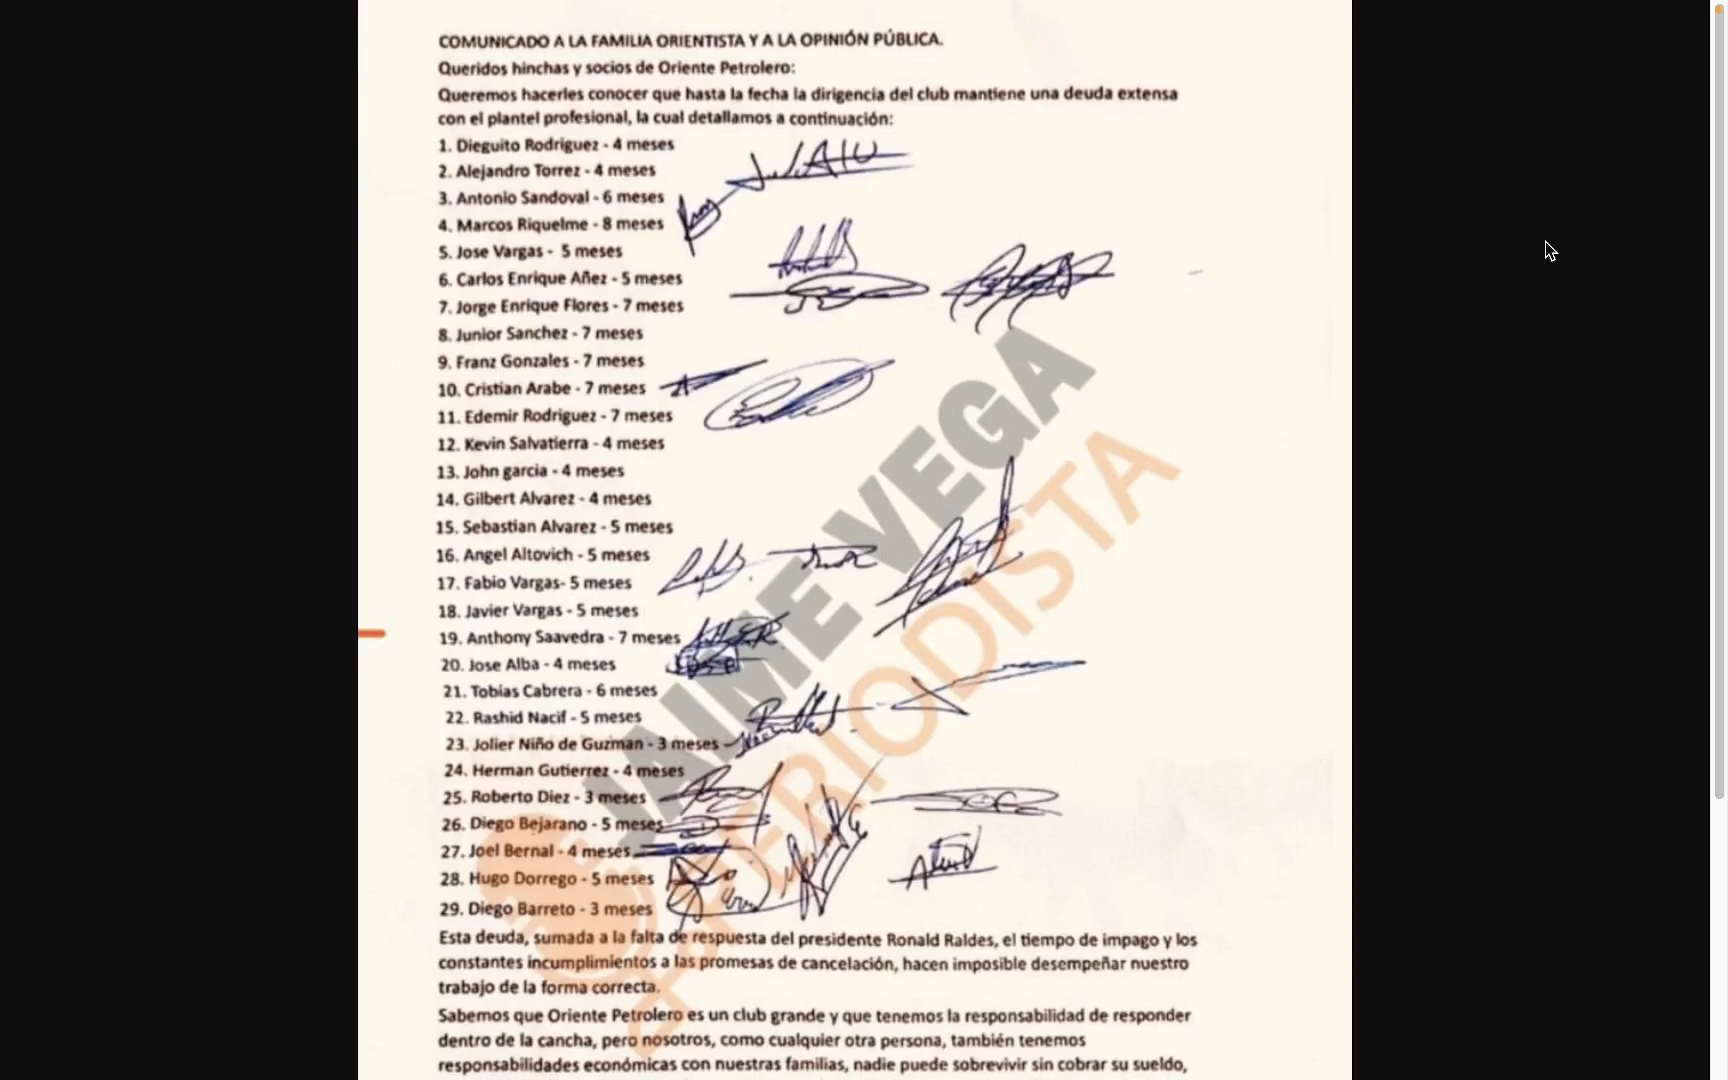 COMUNICADO A LA FAMILIA ORIENTISTA Y A LA OPINIÓN PÚBLICA.
Queridos hinchas y socios de Oriente Petrolero:
Queremos hacerles conocer que hasta la fecha la dirigencia del club mantiene una deuda extensa
con el plantel profesional, la cual detallamos a continuación:
1. Dieguito Rodriguez - 4 meses
2. Alejandro Torrez - 4 meses
3. Antonio Sandoval - 6 meses
4. Marcos Riquelme - 8 meses
5. Jose Vargas - 5 meses
6. Carlos Enrique Añez - 5 meses
7. Jorge Enrique Flores - 7 meses
8. Junior Sanchez - 7 meses
9. Franz Gonzales - 7 meses
10. Cristian Arabe - 7 meses
11. Edemir Rodriguez - 7 meses
12. Kevin Salvatierra - 4 meses
13. John garcia - 4 meses
14. Gilbert Alvarez - 4 meses
15. Sebastian Alvarez - 5 meses
16. Angel Altovich - 5 meses
17. Fabio Vargas- 5 meses
18. Javier Vargas - 5 meses
19. Anthony Saavedra - 7 meses
20. Jose Alba - 4 meses
21. Tobias Cabrera - 6 meses
22. Rashid Nacif - 5 meses
23. Jolier Niño de Guzman - 3 meses
24. Herman Gutierrez - 4 meses
25. Roberto Diez - 3 meses
26. Diego Bejarano - 5 meses
27. Joel Bernal - 4 meses
28. Hugo Dorrego - 5 meses
29. Diego Barreto - 3 meses
Esta deuda, sumada a la falta de respuesta del presidente Ronald Raldes, el tiempo de impago y los
constantes incumplimientos a las promesas de cancelación, hacen imposible desempeñar nuestro
trabajo de la forma correcta.
Sabemos que Oriente Petrolero es un club grande y que tenemos la responsabilidad de responder
dentro de la cancha, pero nosotros, como cualquier otra persona, también tenemos
responsabilidades económicas con nuestras familias, nadie puede sobrevivir sin cobrar su sueldo,
JAIME VEGA
PERIODISTA